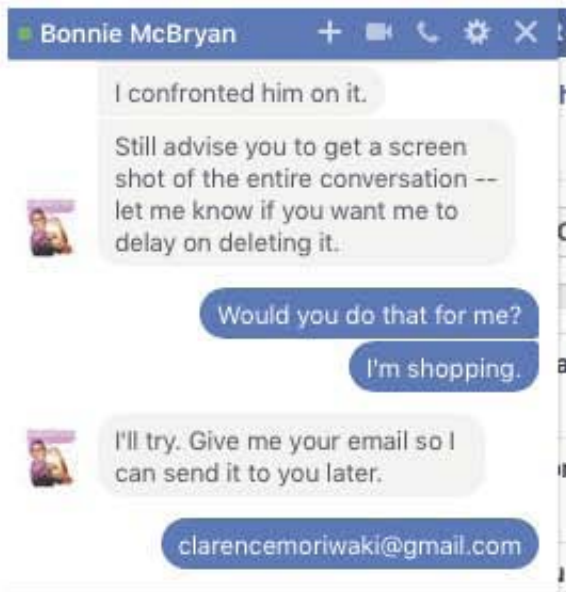 Bonnie McBryan
I confronted him on it.
Still advise you to get a screen
shot of the entire conversation --
let me know if you want me to
delay on deleting it.
Would you do that for me?
I'm shopping.
I'll try. Give me your email so I
can send it to you later.
clarencemoriwaki@gmail.com